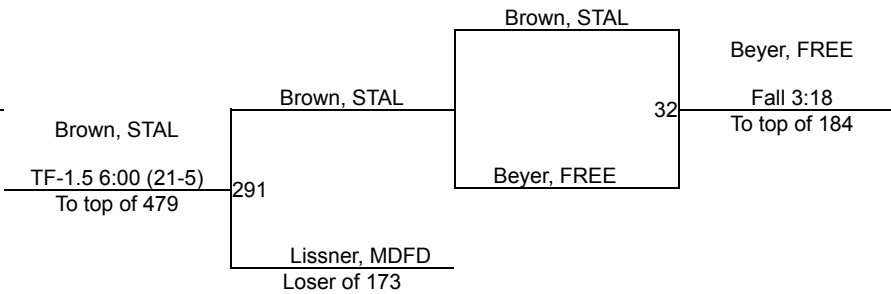 Brown, STAL
Beyer, FREE
Brown, STAL
32
Fall 3:18
To top of 184
Brown, STAL
TF-1.5 6:00 (21-5)
291
To top of 479
Beyer, FREE
Lissner, MDFD
Loser of 173